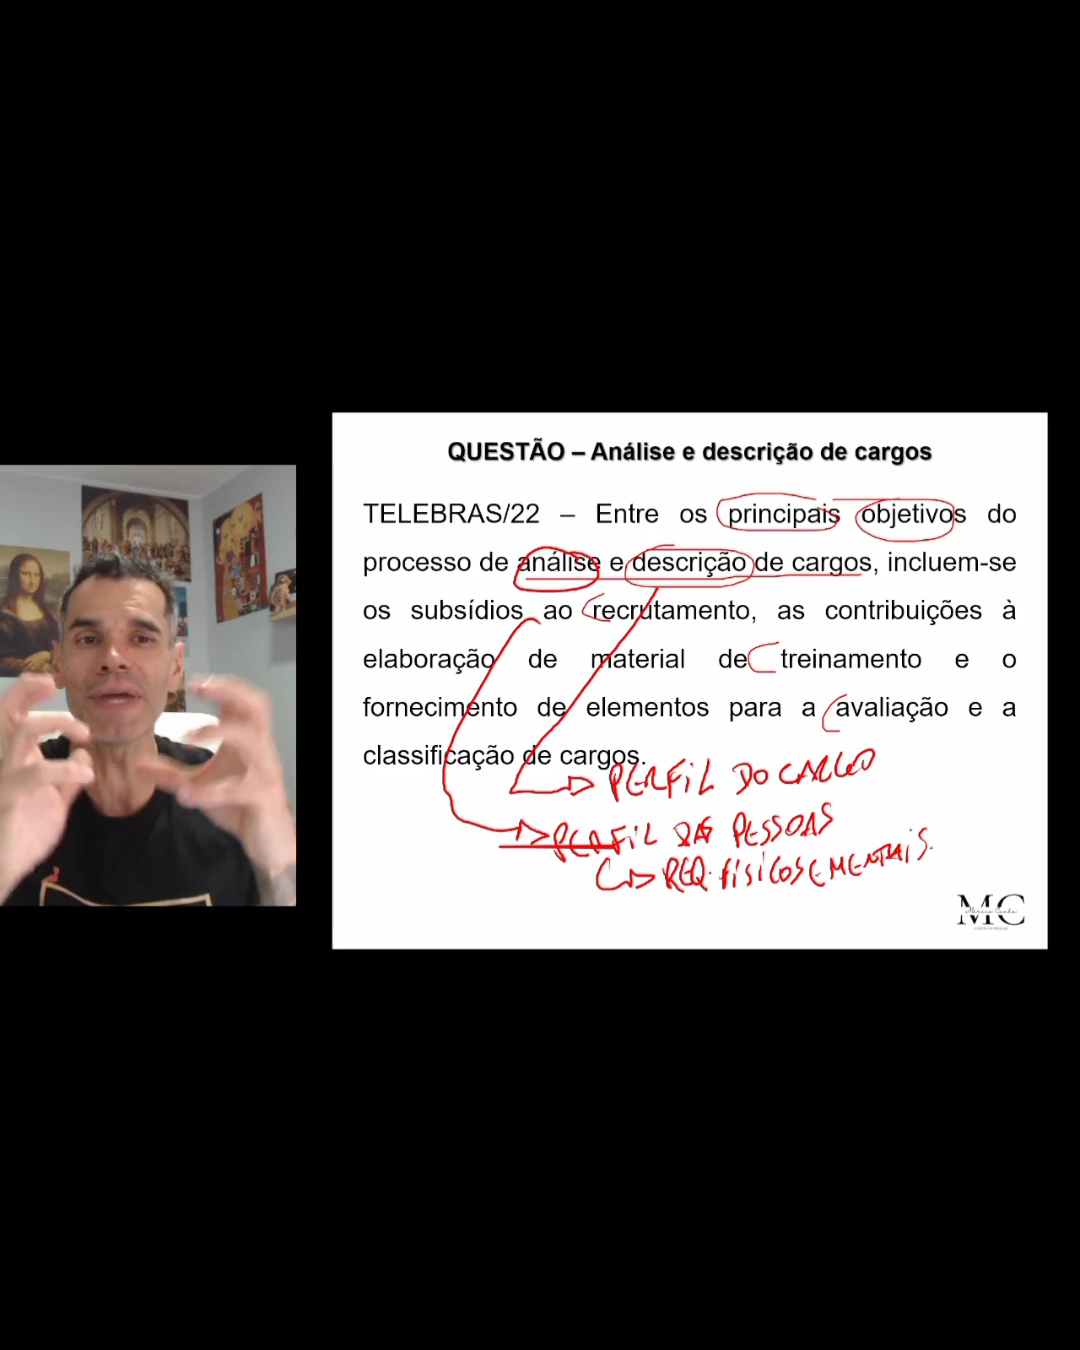 QUESTÃO – Análise e descrição de cargos
TELEBRAS/22 – Entre os principais objetivos do
processo de análise e descrição de cargos, incluem-se
os subsídios ao recrutamento, as contribuições à
elaboração de material de treinamento e o
fornecimento de elementos para a avaliação e a
classificação de cargos.
PERFIL DO CARGO
PERFIL DAS PESSOAS
REQ. FÍSICOS E MENTAIS.
MC